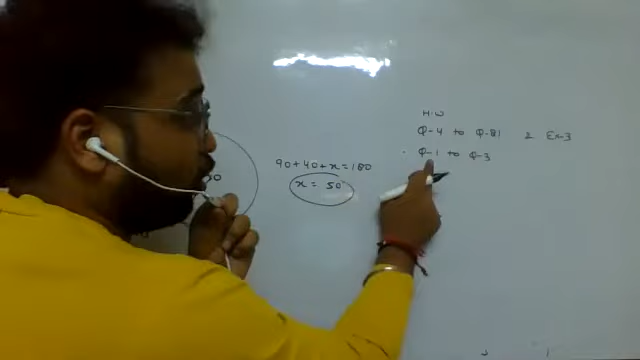 90+40+x=180
x = 50
H.W
Q-4 to Q-81 2 Ex-3
Q-1 to Q-3